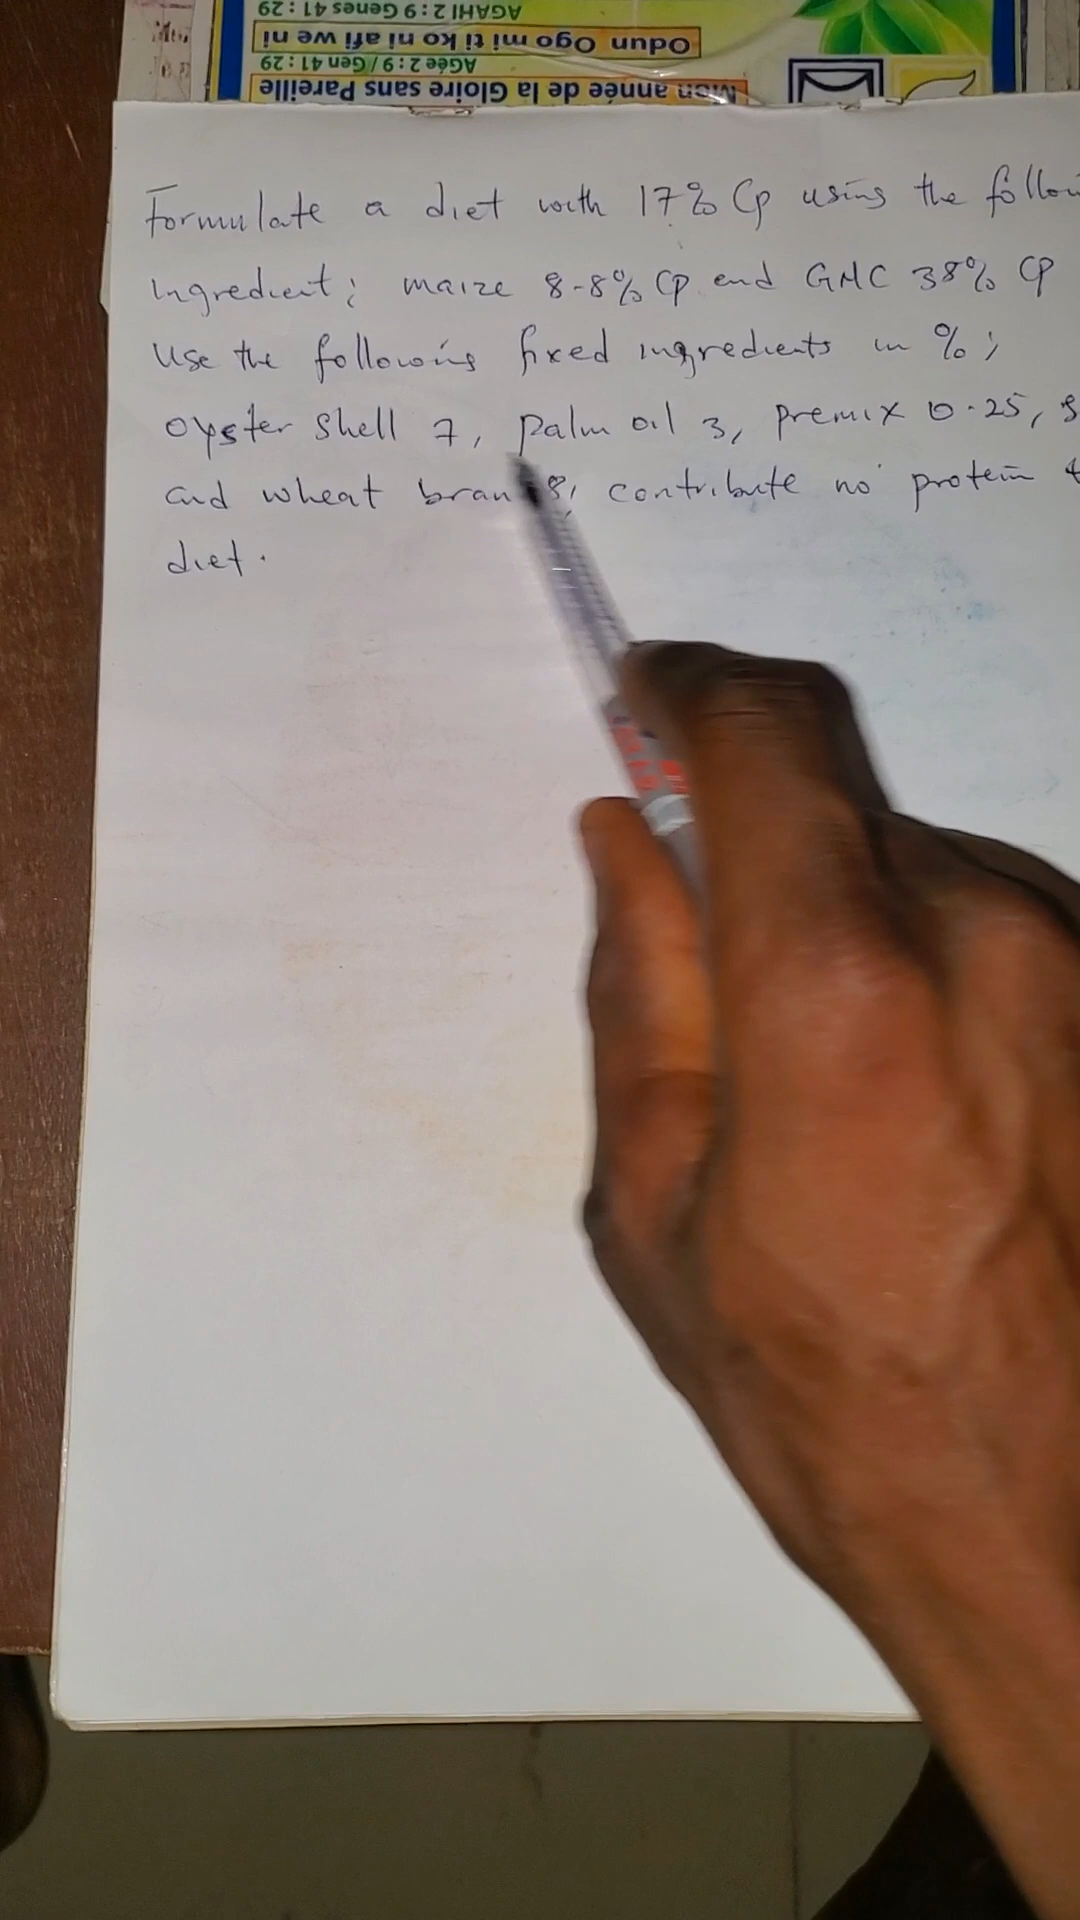 AGAHI 2:9 Genes 41:29
Odun Ogo mi ti ko ni afi we ni
Agée 2:9 / Gen 41:29
Mon année de la Gloire sans Pareille
Formulate a diet with 17% Cp using the follow
Ingredient; maize 8.8% Cp and GNC 38% CP
Use the following fixed ingredients in %;
Oyster shell 7, palm oil 3, premix 0.25, s
and wheat bran 8, contribute no protein t
diet.